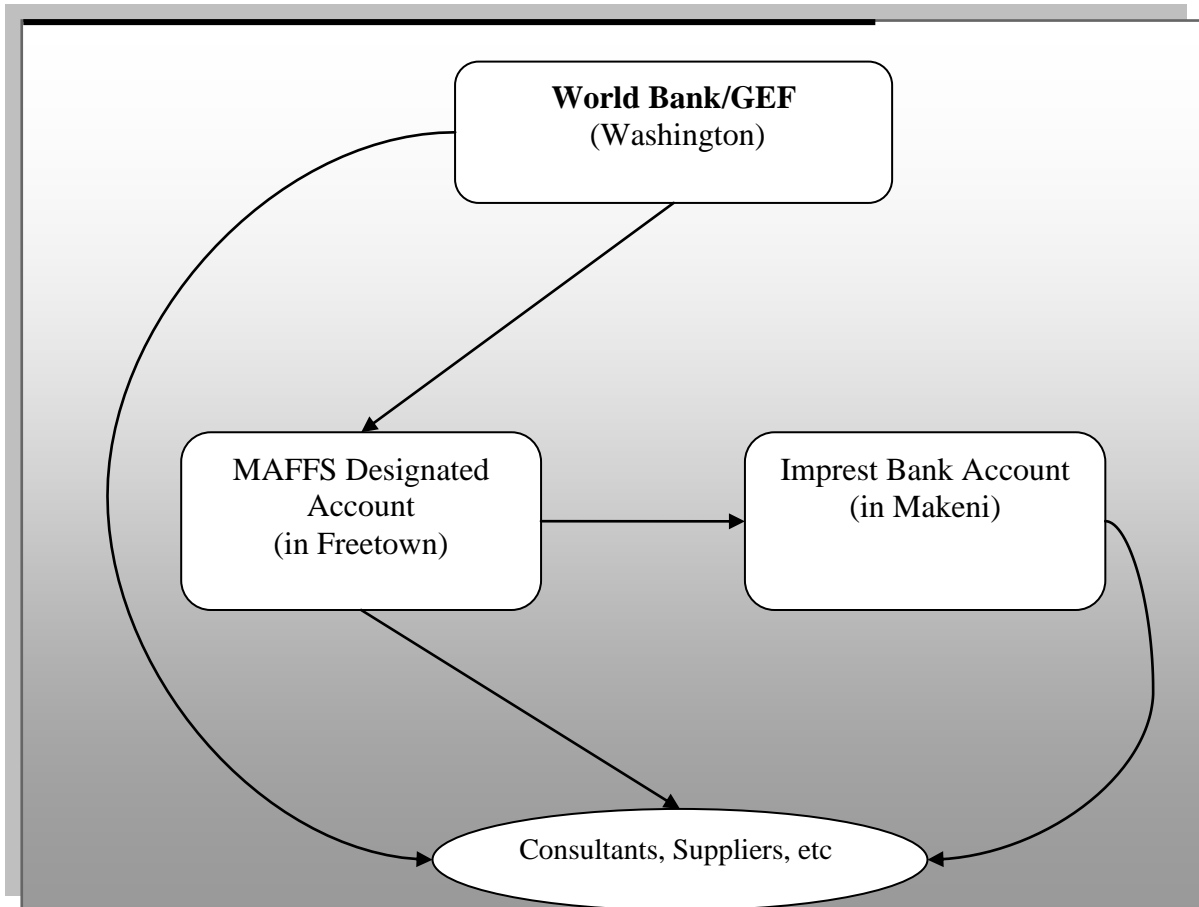 World Bank/GEF
(Washington)
MAFFS Designated
Account
(in Freetown)
Imprest Bank Account
(in Makeni)
Consultants, Suppliers, etc